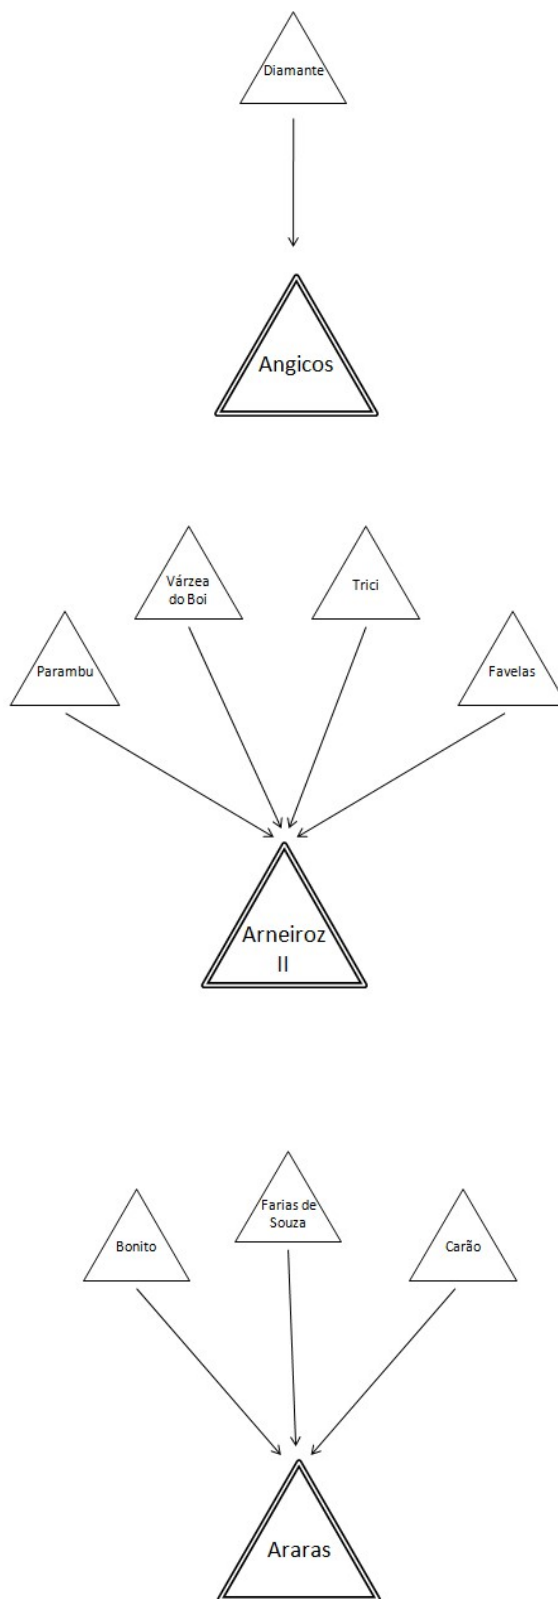 Diamante
Angicos
Várzea
do Boi
Trici
Parambu
Favelas
Arneiroz
II
Farias de
Souza
Bonito
Carão
Araras